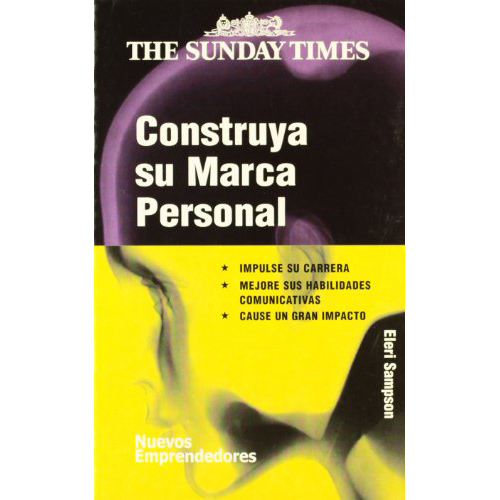 THE SUNDAY TIMES
Construya
su Marca
Personal
★ IMPULSE SU CARRERA
★ MEJORE SUS HABILIDADES
COMUNICATIVAS
★ CAUSE UN GRAN IMPACTO
Eleri Sampson
Nuevos
Emprendedores